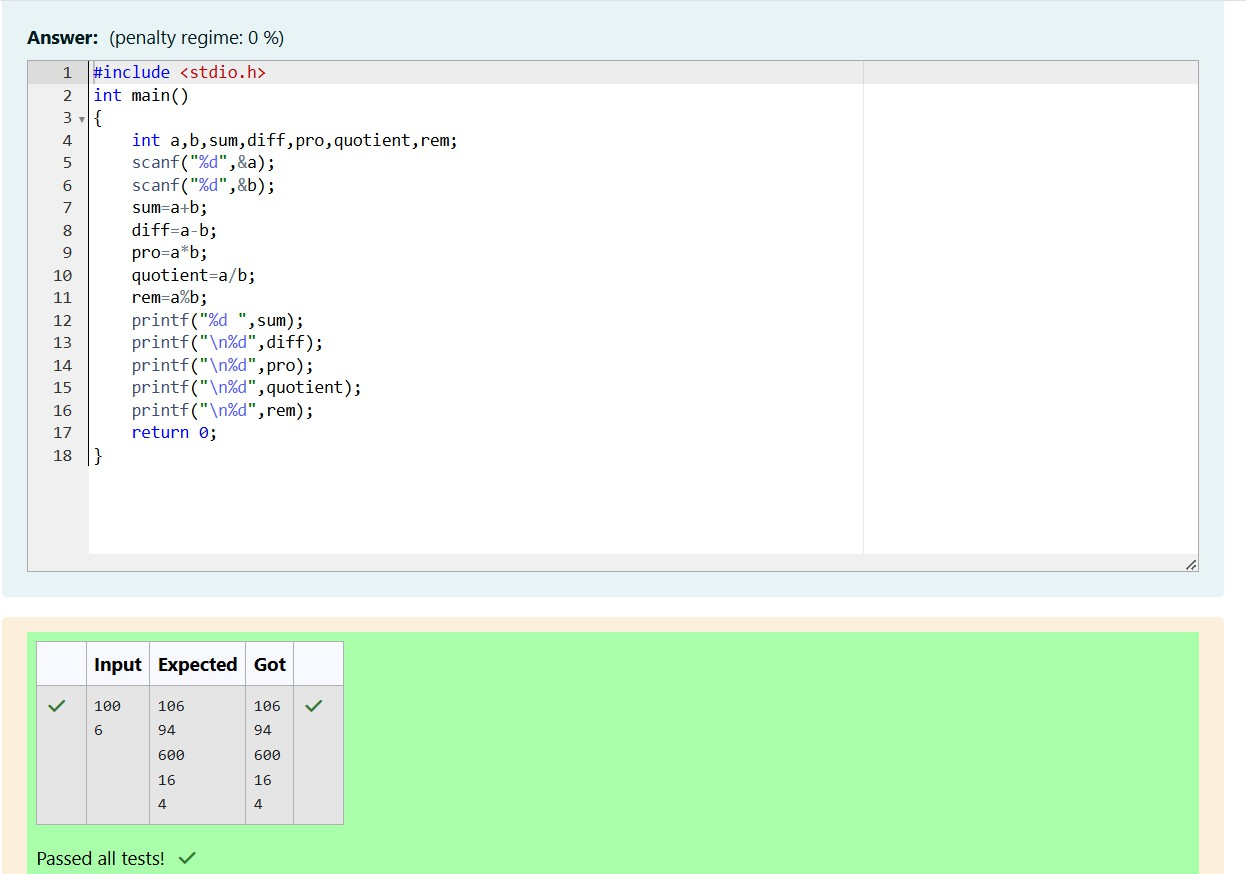 Answer: (penalty regime: 0 %)
1 #include <stdio.h>
2 int main()
3 {
4     int a,b,sum,diff,pro,quotient,rem;
5     scanf("%d",&a);
6     scanf("%d",&b);
7     sum=a+b;
8     diff=a-b;
9     pro=a*b;
10     quotient=a/b;
11     rem=a%b;
12     printf("%d ",sum);
13     printf("\n%d",diff);
14     printf("\n%d",pro);
15     printf("\n%d",quotient);
16     printf("\n%d",rem);
17     return 0;
18 }
Input Expected Got
100 106 106
6 94 94
600 600
16 16
4 4
Passed all tests!